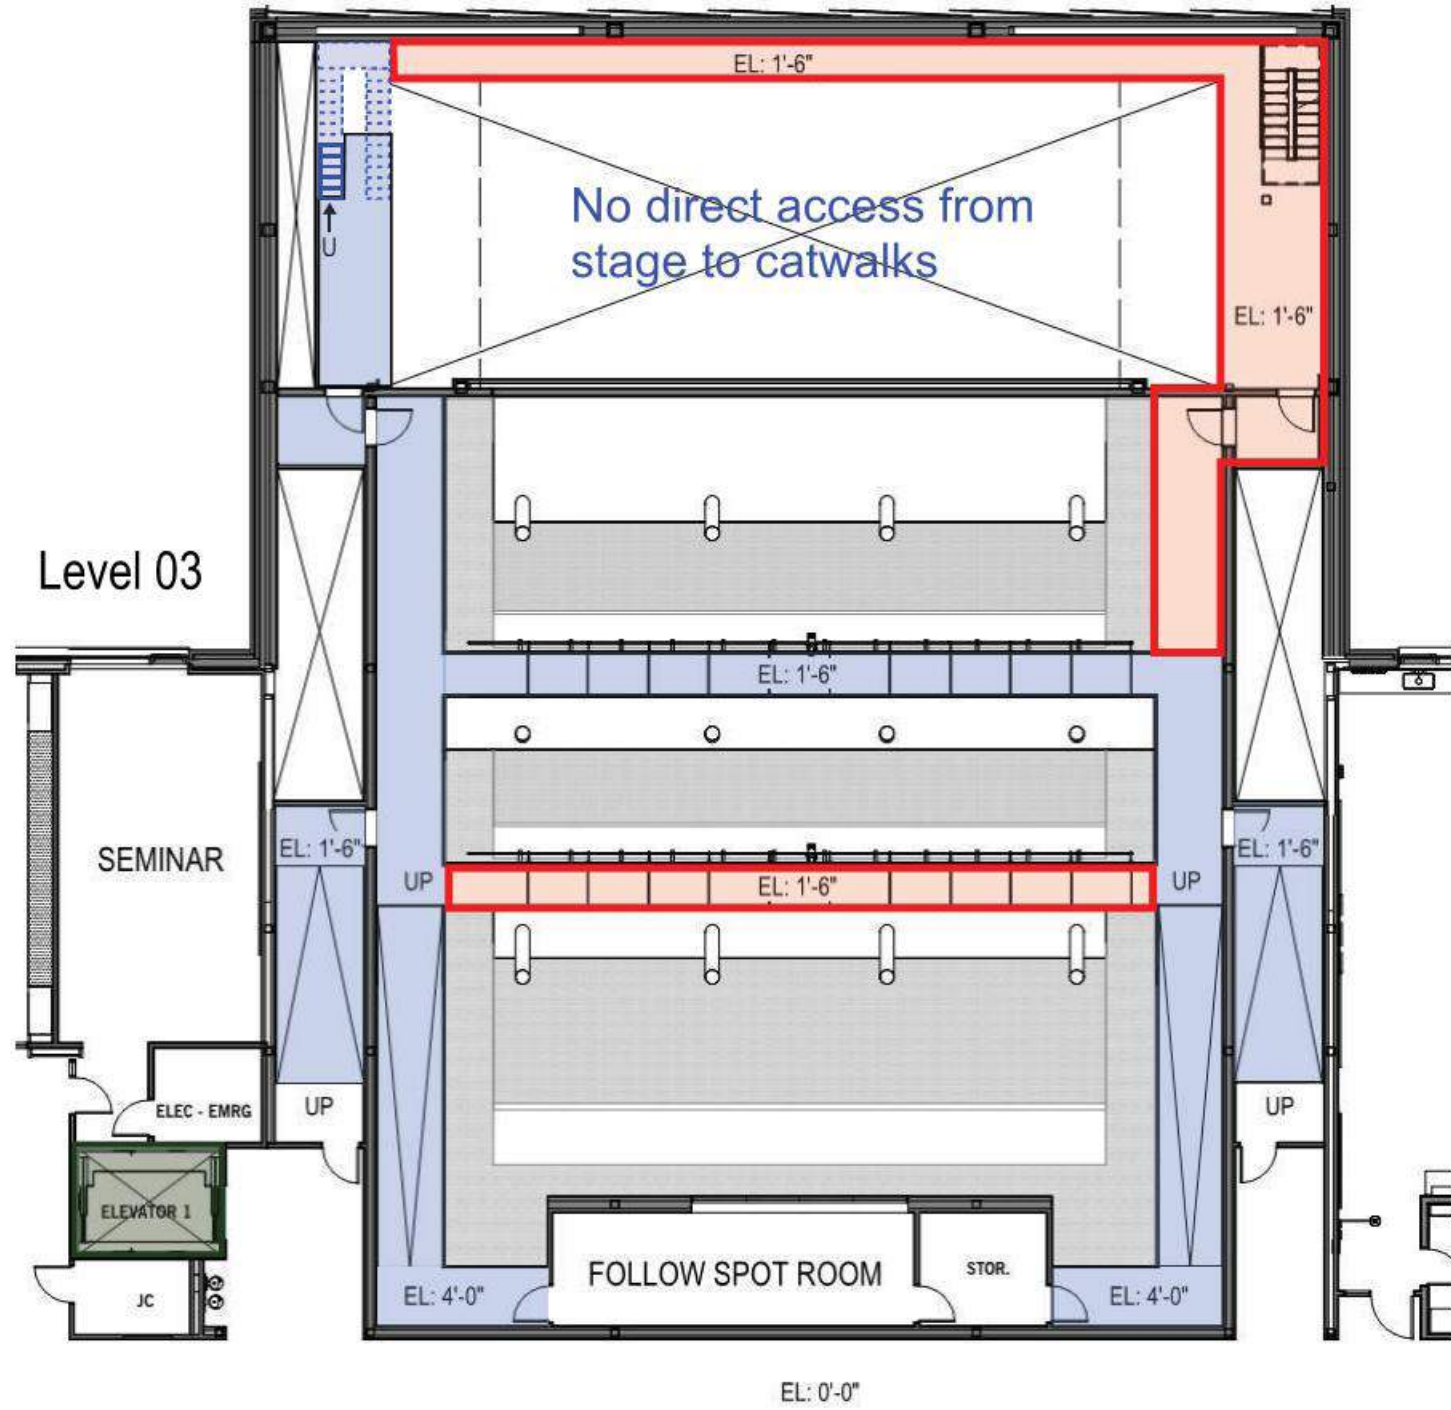 EL: 1'-6"
No direct access from
stage to catwalks
U
EL: 1'-6"
Level 03
EL: 1'-6"
SEMINAR
EL: 1'-6"
EL: 1'-6"
UP
EL: 1'-6"
UP
ELEC - EMRG
UP
UP
ELEVATOR 1
FOLLOW SPOT ROOM
STOR.
JC
EL: 4'-0"
EL: 4'-0"
EL: 0'-0"